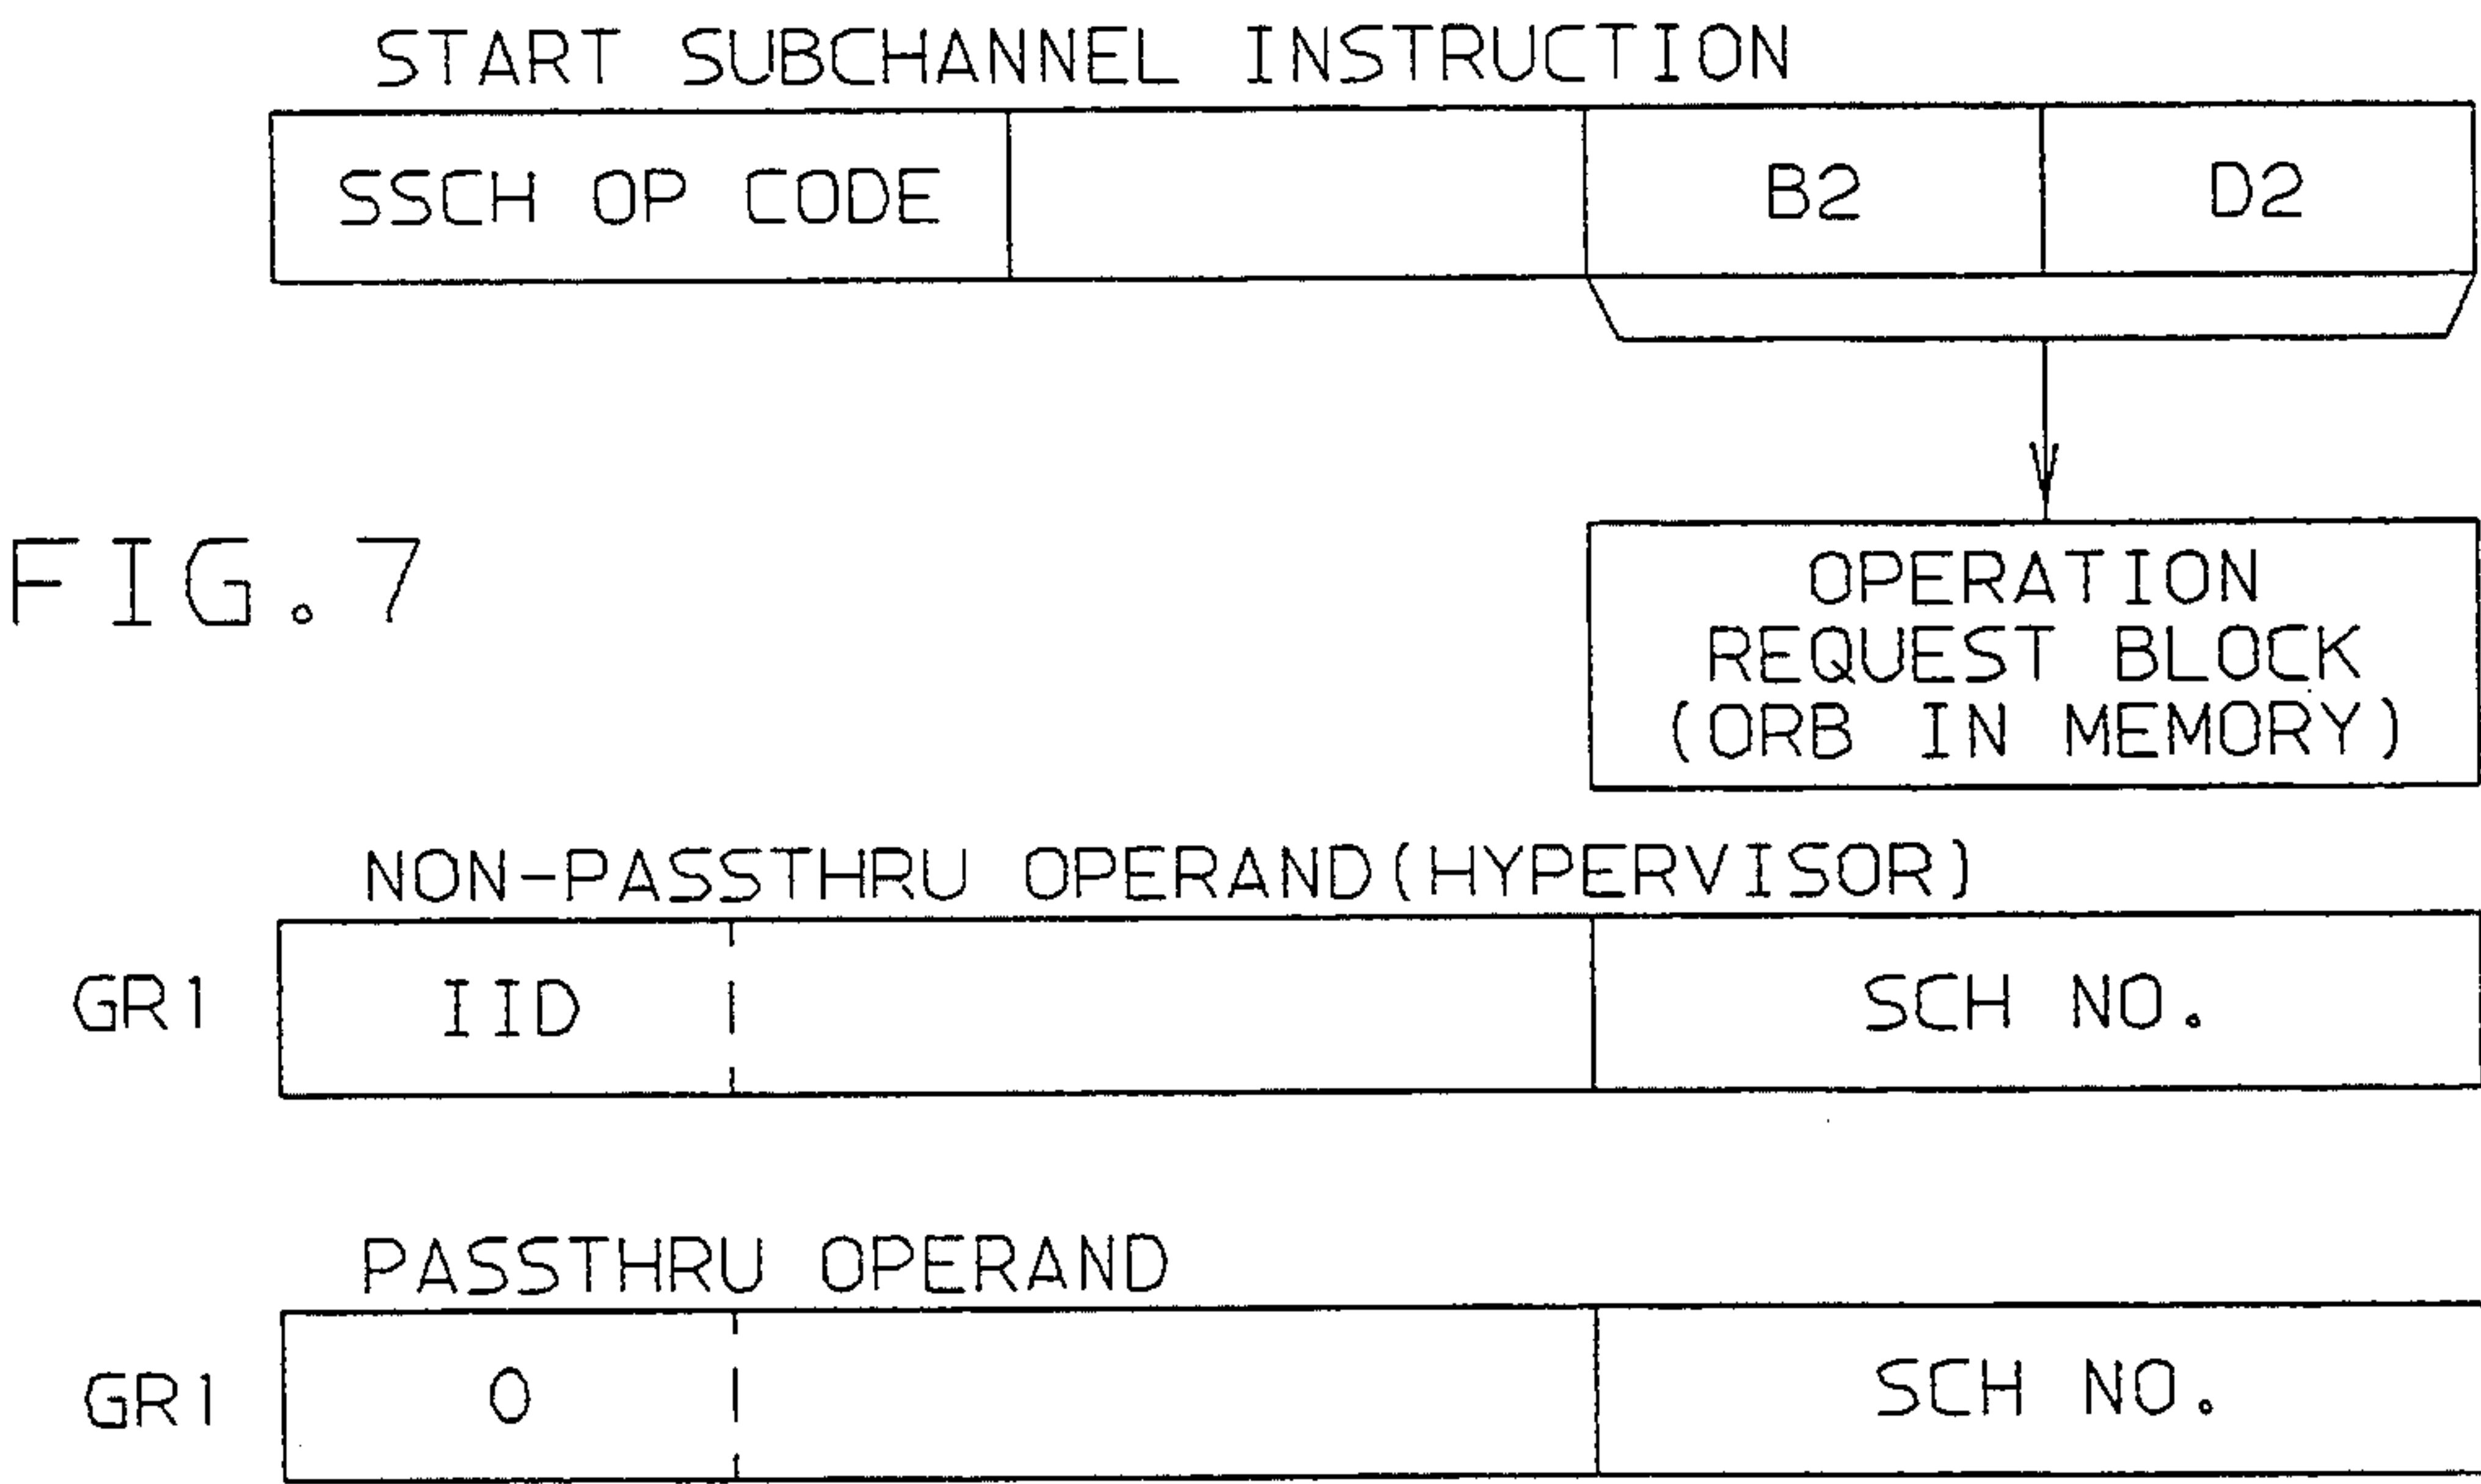 START SUBCHANNEL INSTRUCTION
SSCH OP CODE B2 D2
FIG.7
OPERATION
REQUEST BLOCK
(ORB IN MEMORY)
NON-PASSTHRU OPERAND(HYPERVISOR)
GR1 IID SCH NO.
PASSTHRU OPERAND
GR1 0 SCH NO.